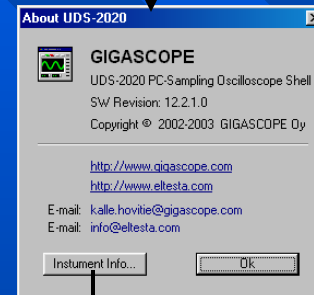 About UDS-2020
GIGASCOPE
UDS-2020 PC-Sampling Oscilloscope Shell
SW Revision: 12.2.1.0
Copyright © 2002-2003 GIGASCOPE Oy
http://www.gigascope.com
http://www.eltesta.com
E-mail: kalle.hovitie@gigascope.com
E-mail: info@eltesta.com
Instument Info... Ok